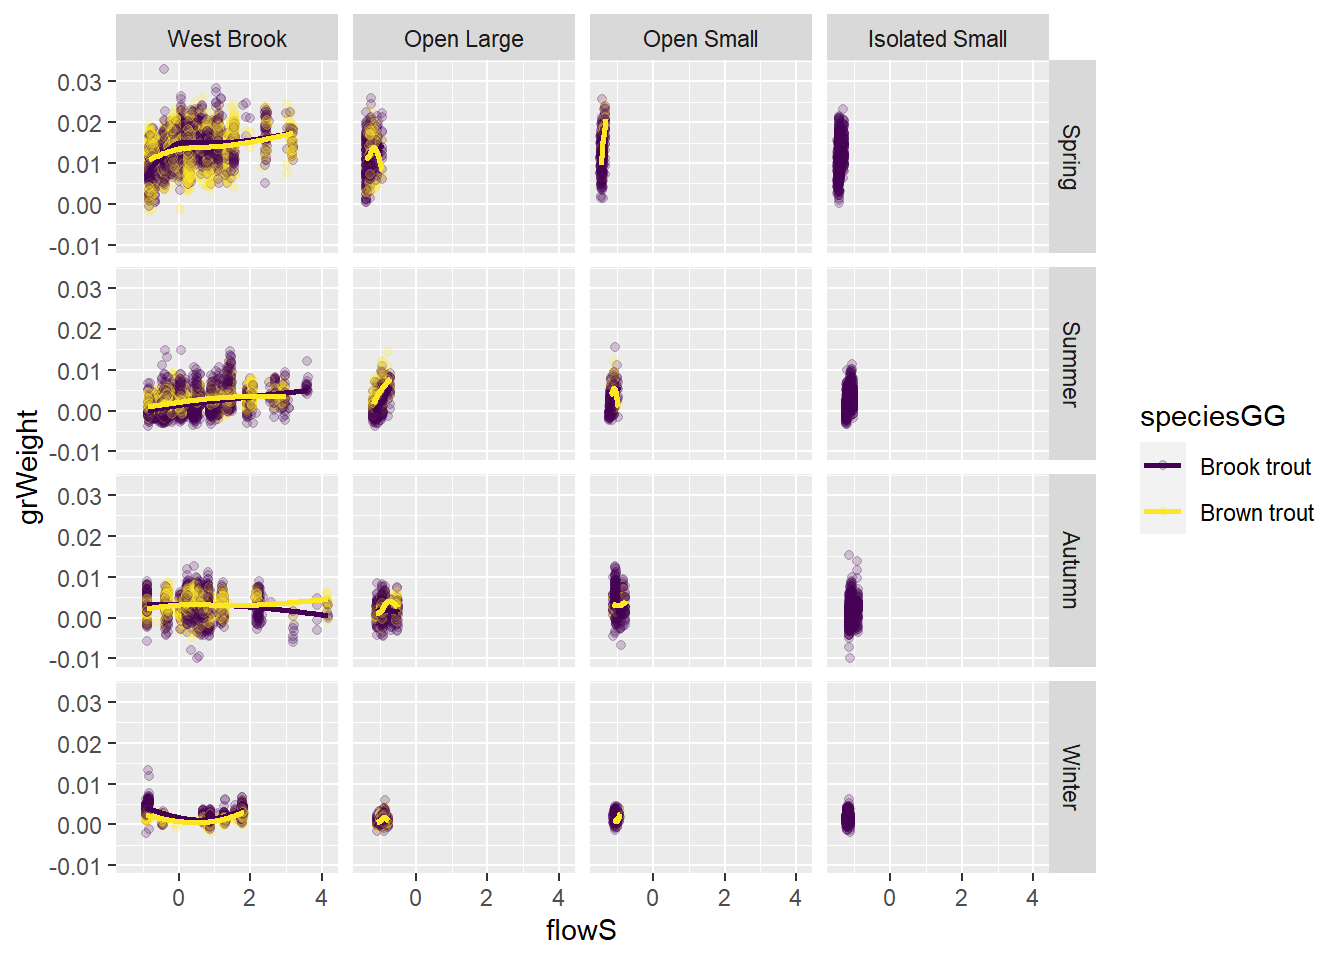 West Brook Open Large Open Small Isolated Small
0.03
0.02
0.01
0.00
-0.01
Spring
0.03
0.02
0.01
0.00
-0.01
Summer
0.03
0.02
0.01
0.00
-0.01
Autumn
0.03
0.02
0.01
0.00
-0.01
Winter
0 2 4 0 2 4 0 2 4 0 2 4
flowS
grWeight
speciesGG
Brook trout
Brown trout